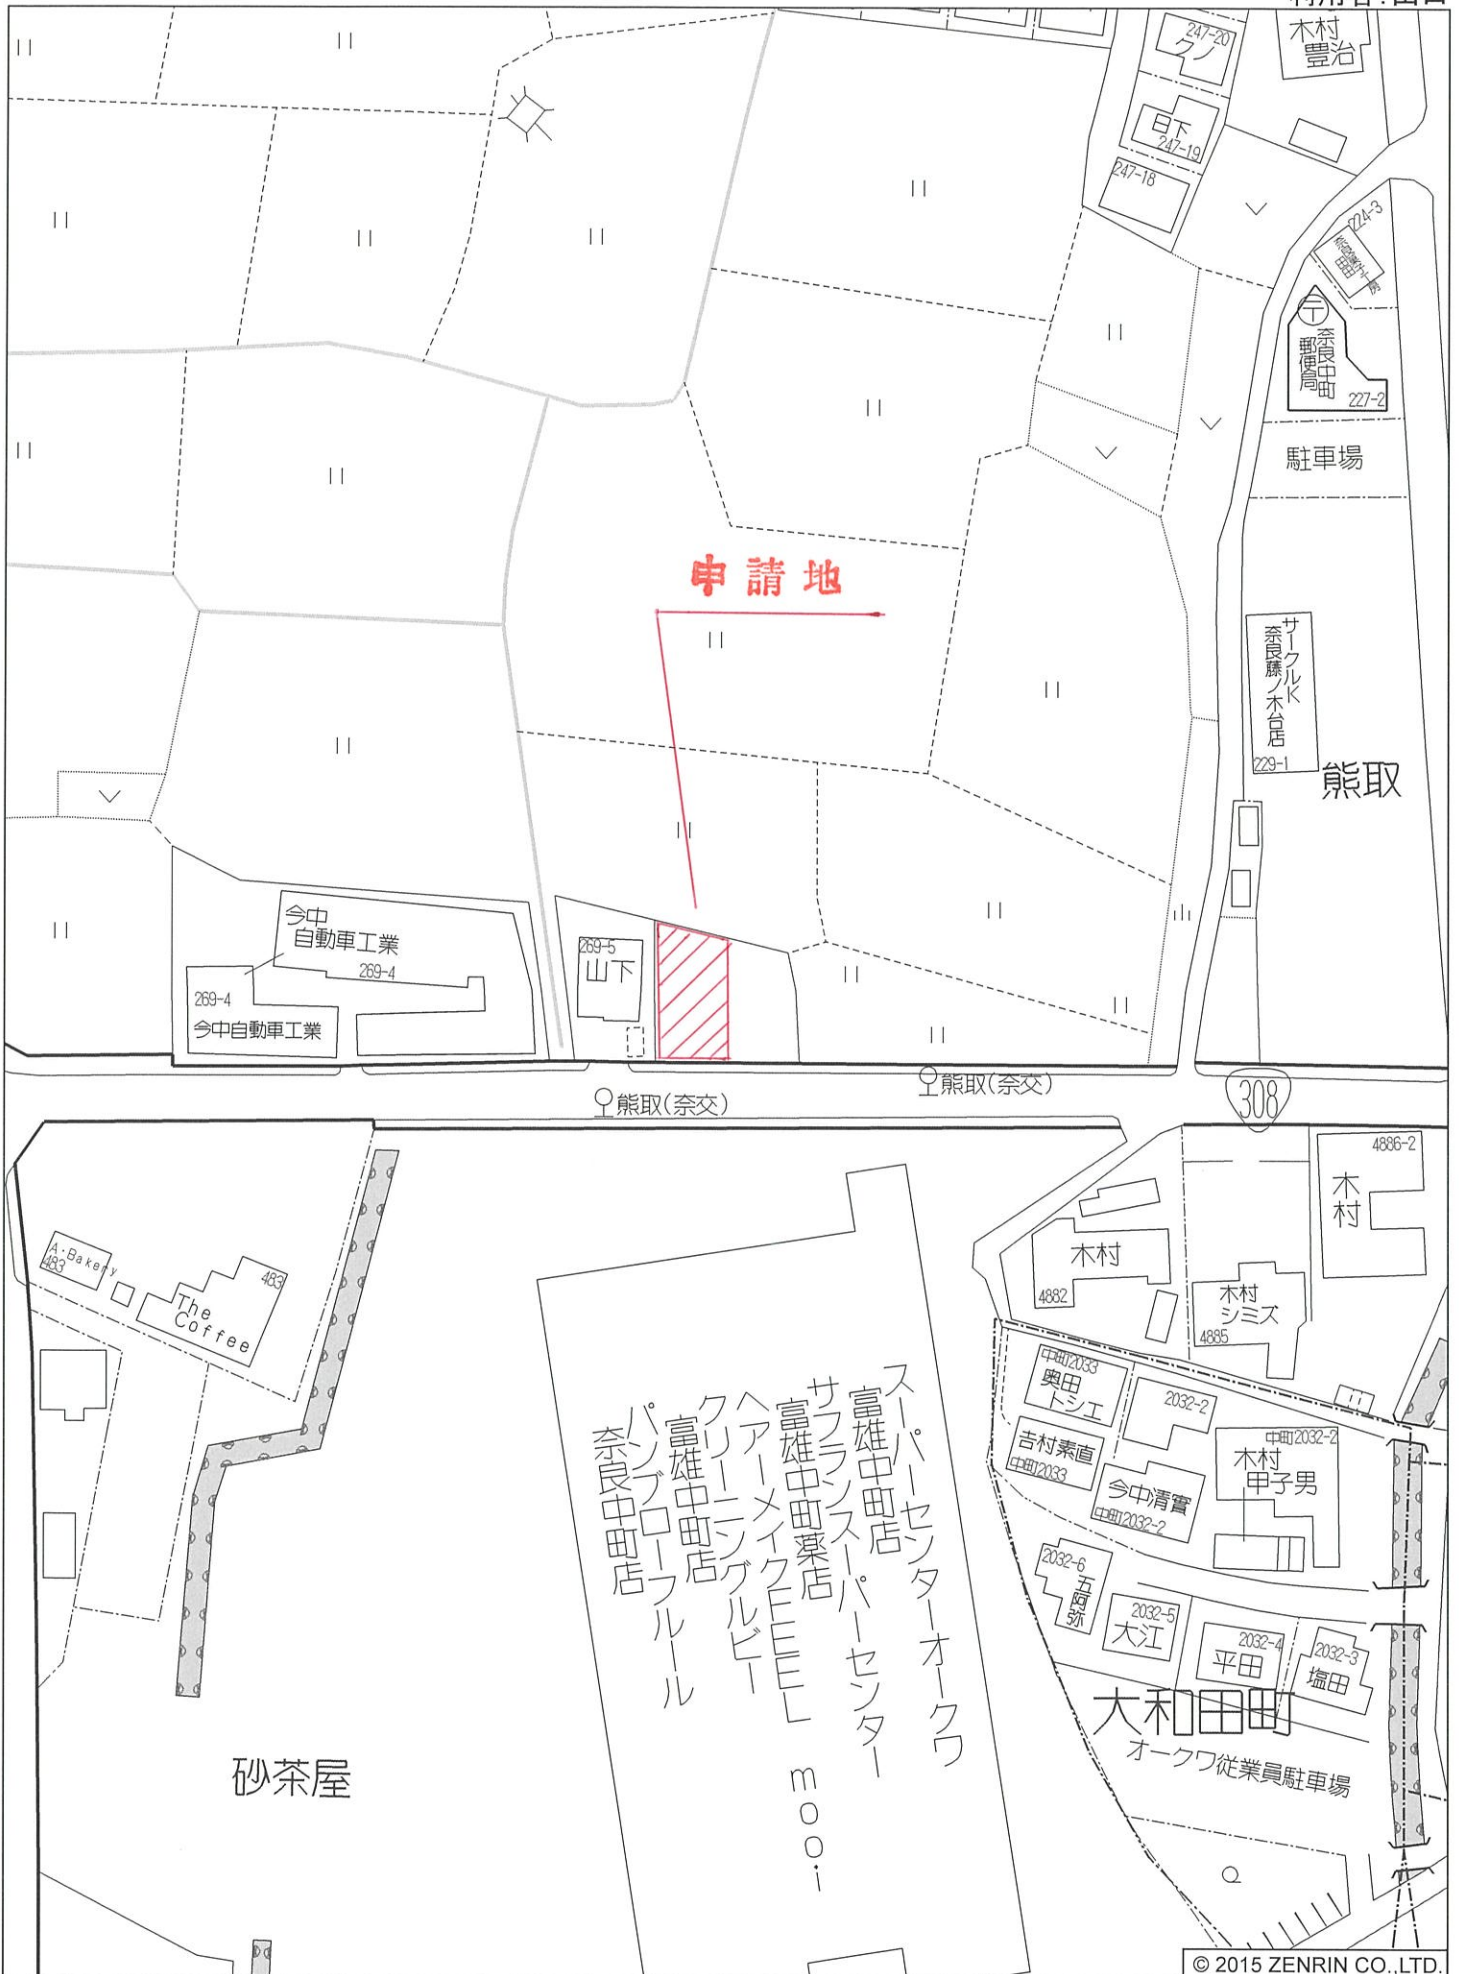 木村
豊治
247-20
クノ
日下
247-19
247-18
224-3
奈良中町
郵便局
227-2
駐車場
申請地
サークルK
奈良藤ノ木台店
229-1
熊取
今中
自動車工業
269-4
269-4
今中自動車工業
269-5
山下
熊取(奈交)
熊取(奈交)
308
4886-2
木村
木村
4882
木村
シミズ
4885
A・Bakery
483
The
Coffee
483
スーパーセンターオークワ
富雄中町店
サフランスーパーセンター
富雄中町薬店
ヘアーメイクEEEEL moo・i
クリーニングルビー
富雄中町店
パンブローフルール
奈良中町店
中町2033
奥田
トシエ
2032-2
吉村素直
中町2033
今中清實
中町2032-2
中町2032-2
木村
甲子男
2032-6
五阿弥
2032-5
大江
2032-4
平田
2032-3
塩田
大和田町
オークワ従業員駐車場
砂茶屋
© 2015 ZENRIN CO.,LTD.